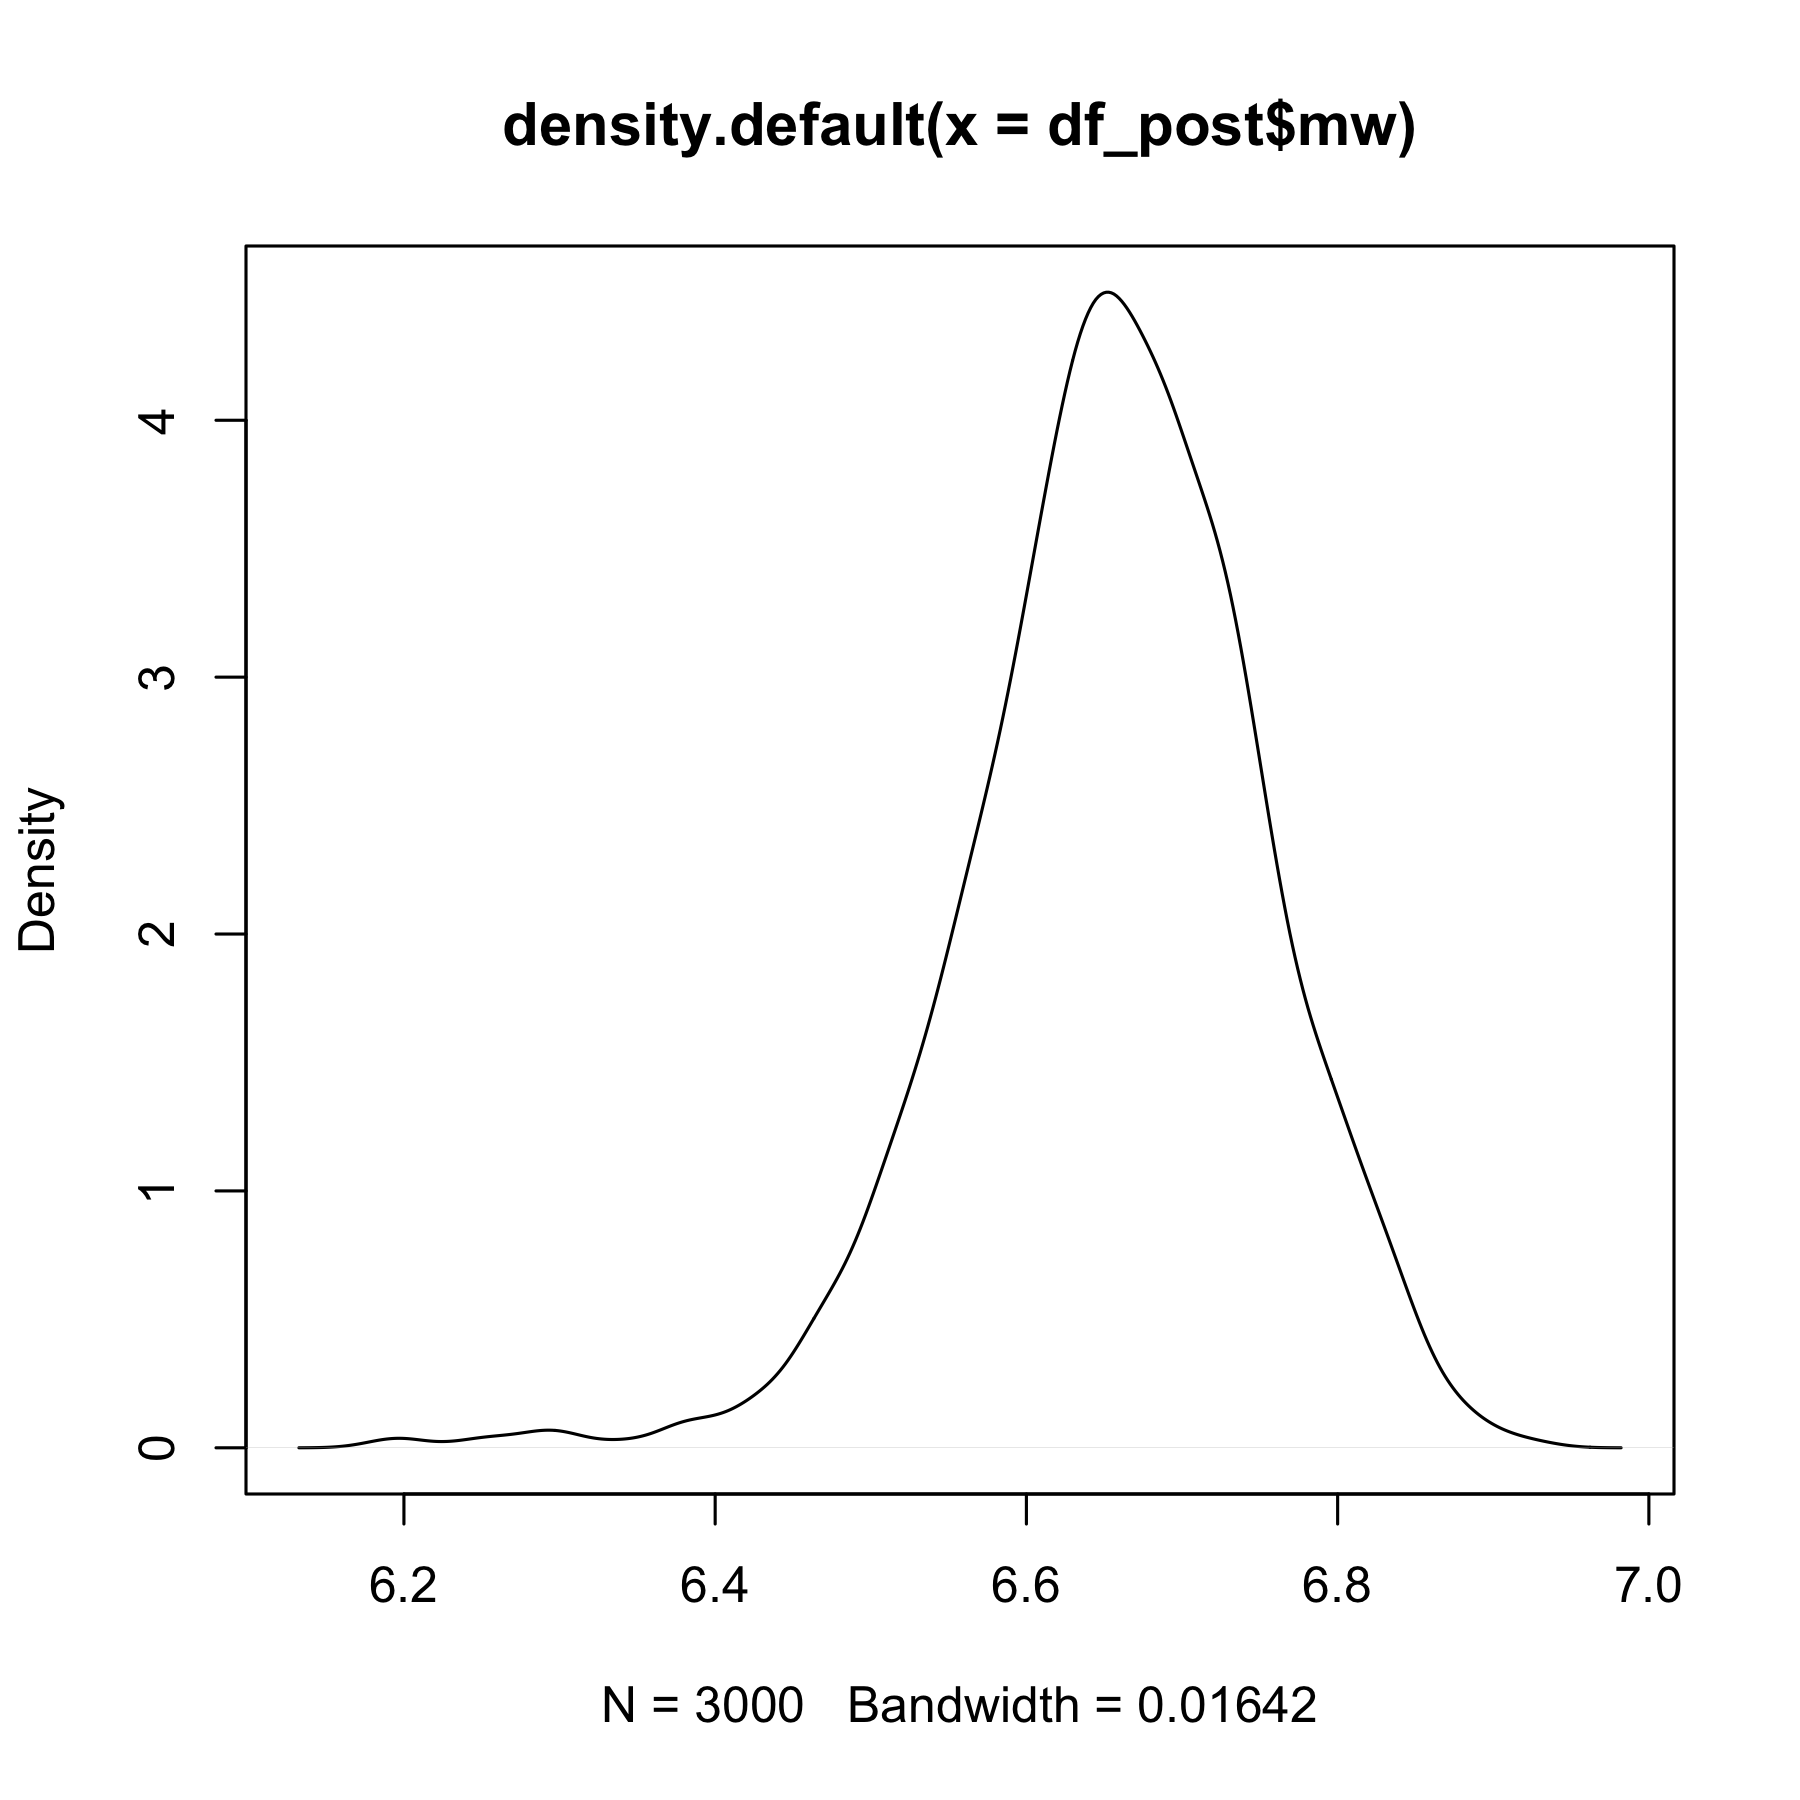 density.default(x = df_post$mw)
Density
4
3
2
1
0
6.2 6.4 6.6 6.8 7.0
N = 3000 Bandwidth = 0.01642